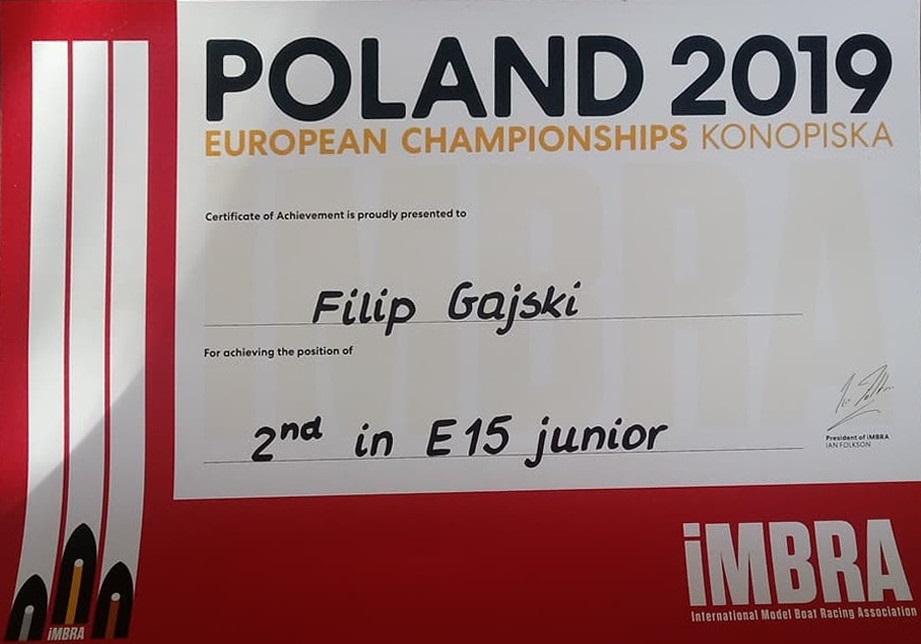 POLAND 2019
EUROPEAN CHAMPIONSHIPS KONOPISKA
Certificate of Achievement is proudly presented to
Filip Gajski
For achieving the position of
2nd in E15 junior
President of iMBRA
IAN FOLKSON
iMBRA
International Model Boat Racing Association
iMBRA